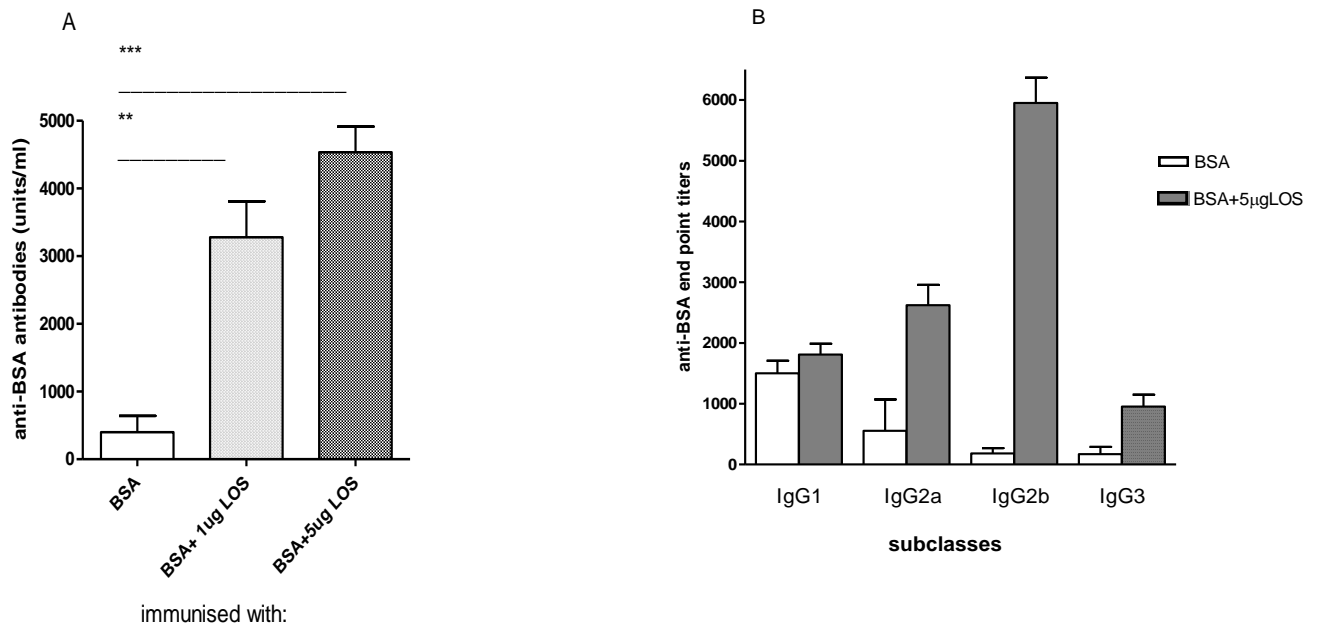 A
***
**
5000
4000
3000
2000
1000
0
anti-BSA antibodies (units/ml)
BSA
BSA+ 1ug LOS
BSA+5ug LOS
immunised with:
B
6000
5000
4000
3000
2000
1000
0
anti-BSA end point titers
BSA
BSA+5μgLOS
IgG1 IgG2a IgG2b IgG3
subclasses